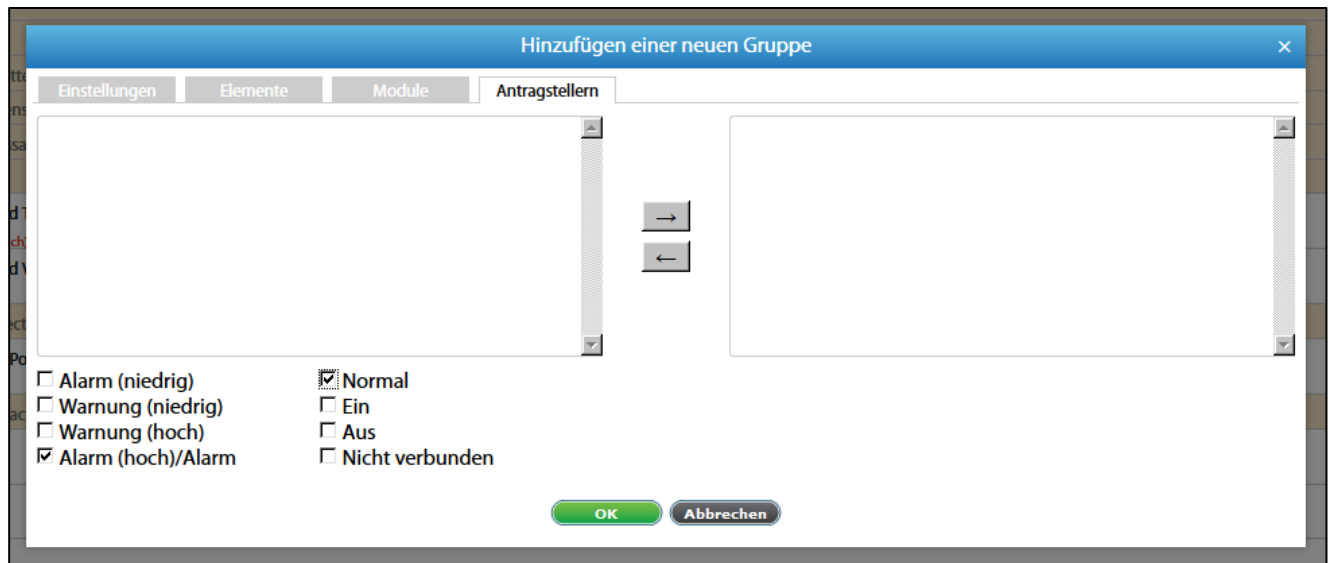 Hinzufügen einer neuen Gruppe ×
Einstellungen Elemente Module Antragstellern
→
←
Alarm (niedrig) Normal
Warnung (niedrig) Ein
Warnung (hoch) Aus
Alarm (hoch)/Alarm Nicht verbunden
OK Abbrechen